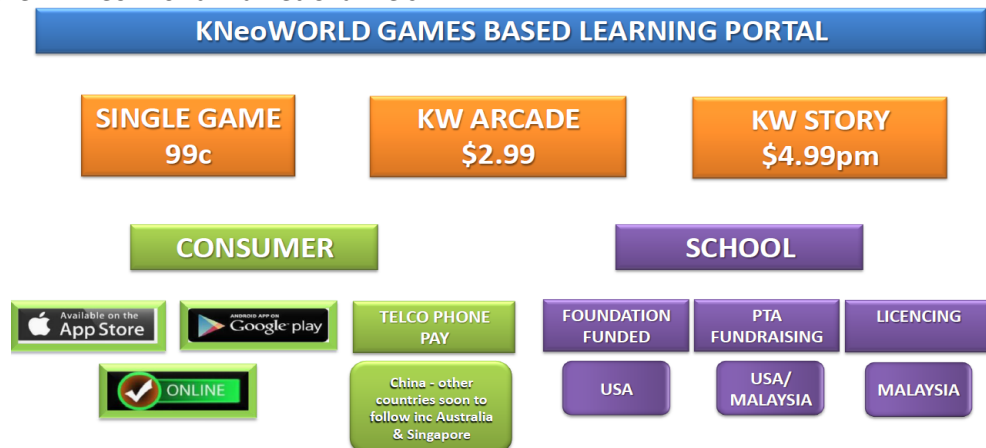 KNeoWORLD GAMES BASED LEARNING PORTAL
SINGLE GAME
99c
KW ARCADE
$2.99
KW STORY
$4.99pm
CONSUMER
SCHOOL
Available on the
App Store
ANDROID APP ON
Google play
TELCO PHONE
PAY
FOUNDATION
FUNDED
PTA
FUNDRAISING
LICENCING
ONLINE
China - other
countries soon to
follow inc Australia
& Singapore
USA
USA/
MALAYSIA
MALAYSIA